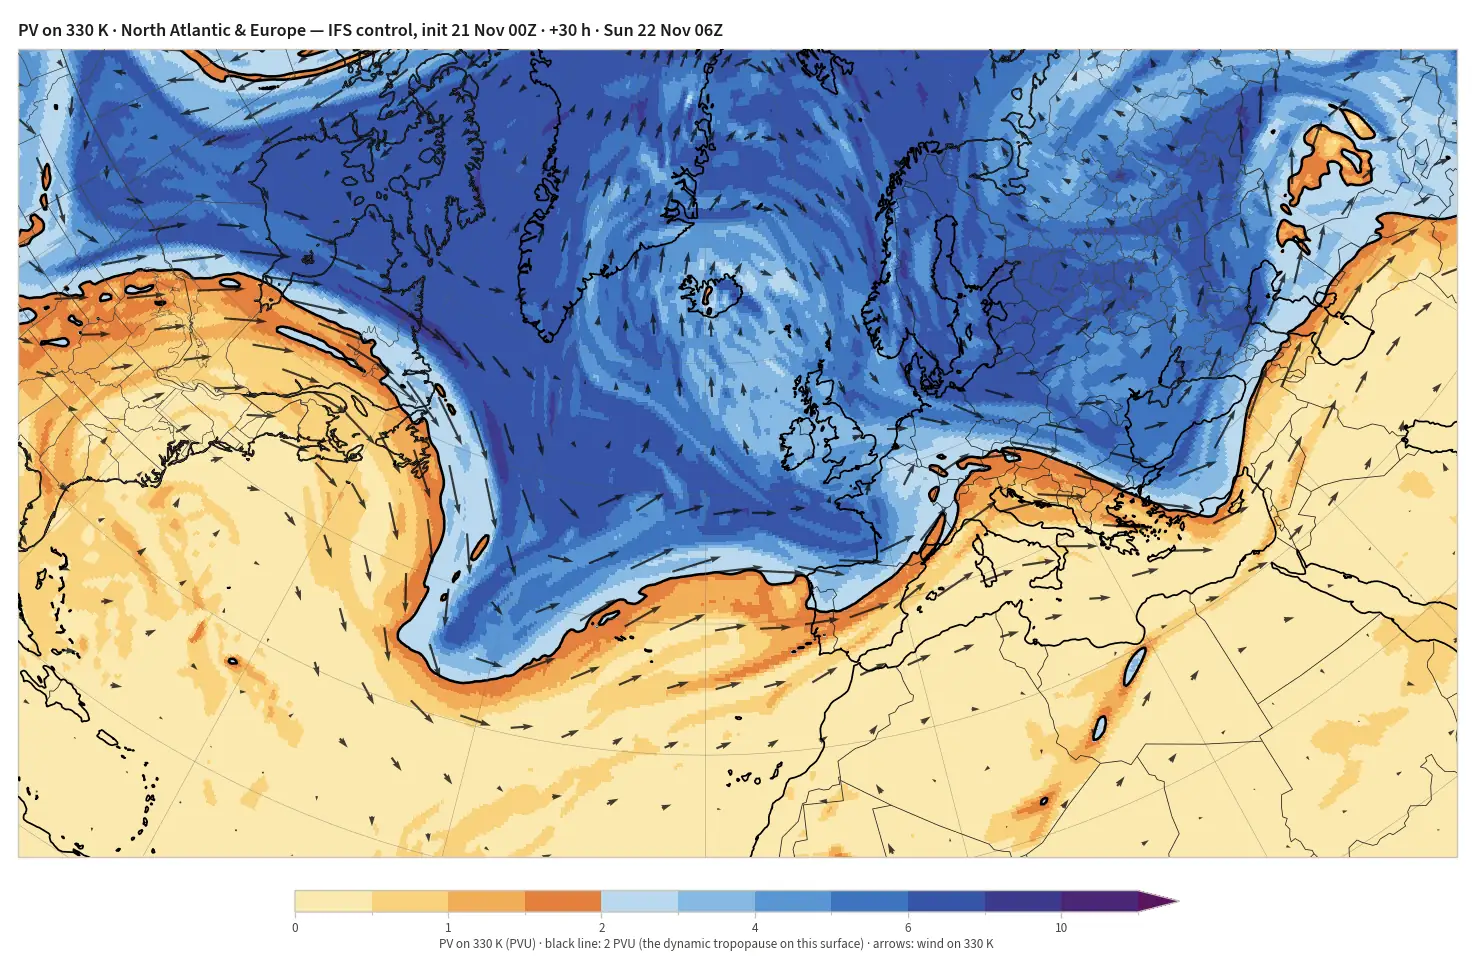 PV on 330 K · North Atlantic & Europe — IFS control, init 21 Nov 00Z · +30 h · Sun 22 Nov 06Z
0 1 2 4 6 10
PV on 330 K (PVU) · black line: 2 PVU (the dynamic tropopause on this surface) · arrows: wind on 330 K